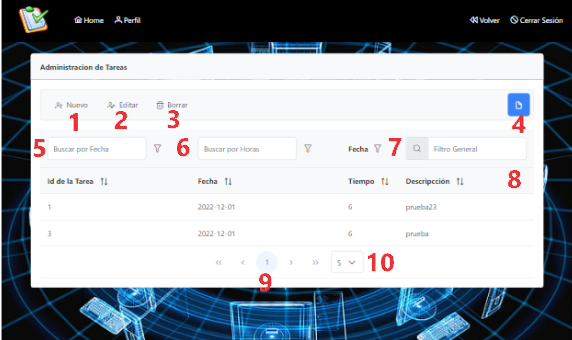 Home Perfil Volver Cerrar Sesión
Administracion de Tareas
Nuevo Editar Borrar
1 2 3 4
5 Buscar por Fecha 6 Buscar por Horas Fecha 7 Filtro General
8
Id de la Tarea Fecha Tiempo Descripcción
1 2022-12-01 6 prueba23
3 2022-12-01 6 prueba
« ‹ 1 › » 5 10
9